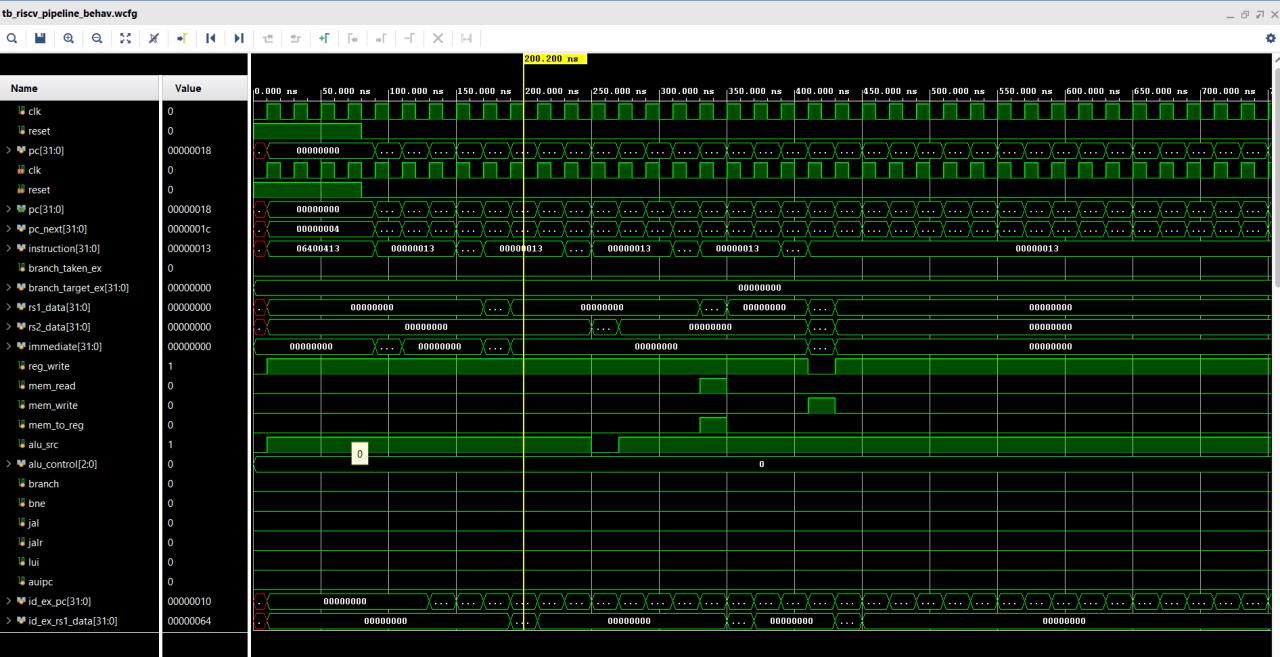 tb_riscv_pipeline_behav.wcfg
200.200 ns
Name Value
0.000 ns 50.000 ns 100.000 ns 150.000 ns 200.000 ns 250.000 ns 300.000 ns 350.000 ns 400.000 ns 450.000 ns 500.000 ns 550.000 ns 600.000 ns 650.000 ns 700.000 ns
clk 0
reset 0
pc[31:0] 00000018 00000000 ... ... ... ... ... ... ... ... ... ... ... ... ... ... ... ... ... ... ... ... ... ... ... ... ... ... ... ... ... ... ... ... ...
clk 0
reset 0
pc[31:0] 00000018 00000000 ... ... ... ... ... ... ... ... ... ... ... ... ... ... ... ... ... ... ... ... ... ... ... ... ... ... ... ... ... ... ... ... ...
pc_next[31:0] 0000001c 00000004 ... ... ... ... ... ... ... ... ... ... ... ... ... ... ... ... ... ... ... ... ... ... ... ... ... ... ... ... ... ... ... ... ...
instruction[31:0] 00000013 06400413 00000013 ... 00000013 ... 00000013 ... 00000013 ... 00000013
branch_taken_ex 0
branch_target_ex[31:0] 00000000 00000000
rs1_data[31:0] 00000000 00000000 ... 00000000 ... 00000000 ... 00000000
rs2_data[31:0] 00000000 00000000 ... 00000000 ... 00000000
immediate[31:0] 00000000 00000000 ... 00000000 ... 00000000 ... 00000000
reg_write 1
mem_read 0
mem_write 0
mem_to_reg 0
alu_src 1
0
alu_control[2:0] 0 0
branch 0
bne 0
jal 0
jalr 0
lui 0
auipc 0
id_ex_pc[31:0] 00000010 00000000 ... ... ... ... ... ... ... ... ... ... ... ... ... ... ... ... ... ... ... ... ... ... ... ... ... ... ... ... ... ... ...
id_ex_rs1_data[31:0] 00000064 00000000 ... 00000000 ... 00000000 ... 00000000